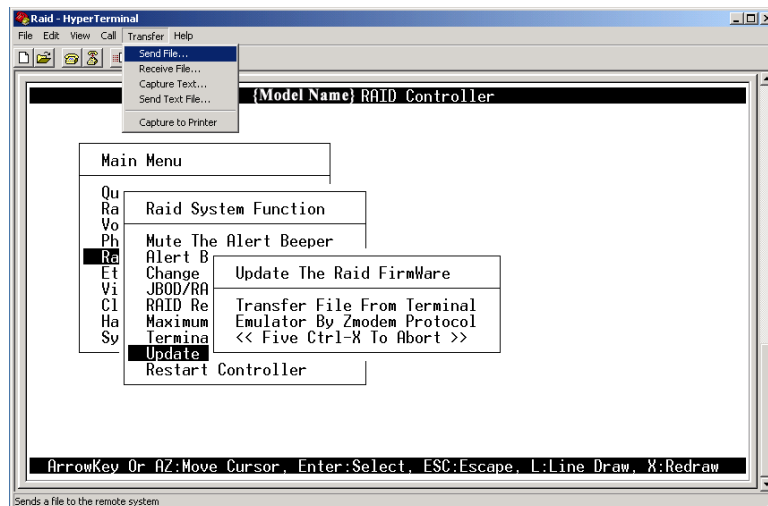 Raid - HyperTerminal
File Edit View Call Transfer Help
Send File...
Receive File...
Capture Text...
Send Text File...
Capture to Printer
{Model Name} RAID Controller
Main Menu
Qu
Ra
Vo
Ph
Ra
Et
Vi
Cl
Ha
Sy
Raid System Function
Mute The Alert Beeper
Alert B
Change
JBOD/RA
RAID Re
Maximum
Termina
Update
Restart Controller
Update The Raid FirmWare
Transfer File From Terminal
Emulator By Zmodem Protocol
<< Five Ctrl-X To Abort >>
ArrowKey Or AZ:Move Cursor, Enter:Select, ESC:Escape, L:Line Draw, X:Redraw
Sends a file to the remote system